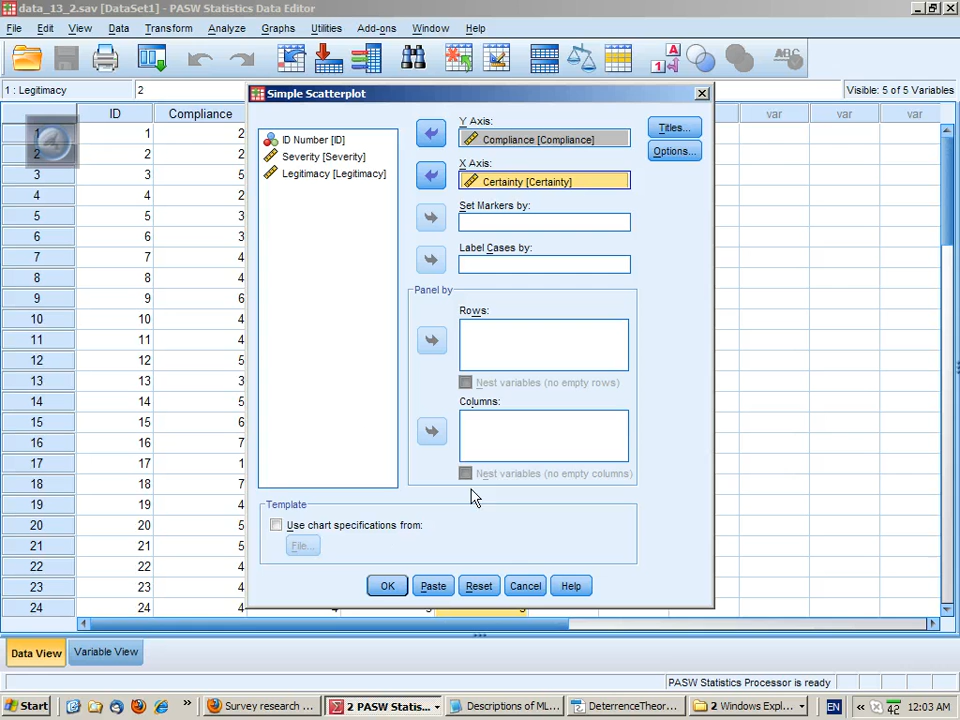 data_13_2.sav [DataSet1] - PASW Statistics Data Editor
File Edit View Data Transform Analyze Graphs Utilities Add-ons Window Help
1 : Legitimacy 2 Visible: 5 of 5 Variables
ID Compliance var var var
1 1 2
2 2 2
3 3 5
4 4 2
5 5 3
6 6 3
7 7 4
8 8 4
9 9 6
10 10 4
11 11 4
12 12 5
13 13 3
14 14 5
15 15 6
16 16 7
17 17 1
18 18 7
19 19 4
20 20 5
21 21 5
22 22 4
23 23 4
24 24 4
Simple Scatterplot
ID Number [ID]
Severity [Severity]
Legitimacy [Legitimacy]
Y Axis:
Compliance [Compliance]
X Axis:
Certainty [Certainty]
Set Markers by:
Label Cases by:
Titles...
Options...
Panel by
Rows:
Nest variables (no empty rows)
Columns:
Nest variables (no empty columns)
Template
Use chart specifications from:
File...
OK Paste Reset Cancel Help
Data View Variable View
PASW Statistics Processor is ready
Start Survey research ... 2 PASW Statis... Descriptions of ML... DeterrenceTheor... 2 Windows Expl... EN 42 12:03 AM